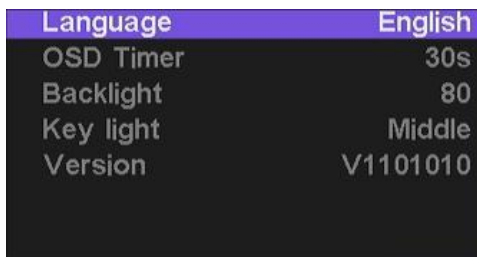 Language English
OSD Timer 30s
Backlight 80
Key light Middle
Version V1101010